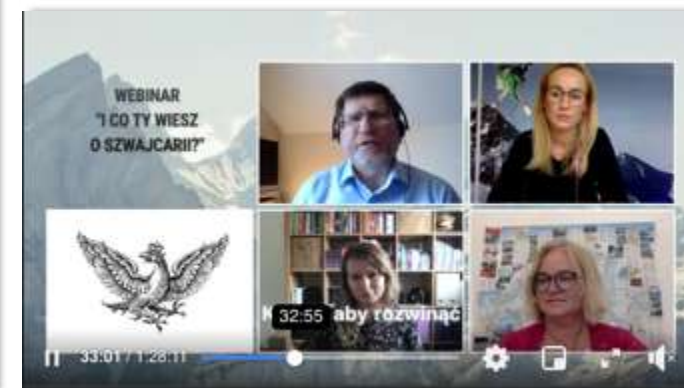 WEBINAR
"I CO TY WIESZ
O SZWAJCARII?"
32:55 aby rozwinąć
33:01 / 1:28:11